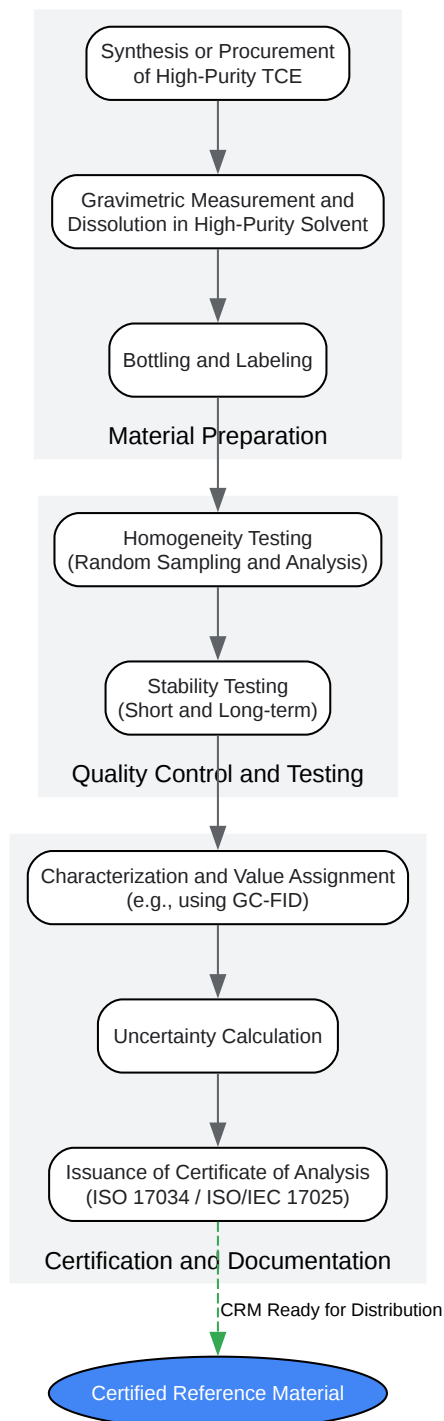 Synthesis or Procurement
of High-Purity TCE
Gravimetric Measurement and
Dissolution in High-Purity Solvent
Bottling and Labeling
Material Preparation
Homogeneity Testing
(Random Sampling and Analysis)
Stability Testing
(Short and Long-term)
Quality Control and Testing
Characterization and Value Assignment
(e.g., using GC-FID)
Uncertainty Calculation
Issuance of Certificate of Analysis
(ISO 17034 / ISO/IEC 17025)
Certification and Documentation
CRM Ready for Distribution
Certified Reference Material